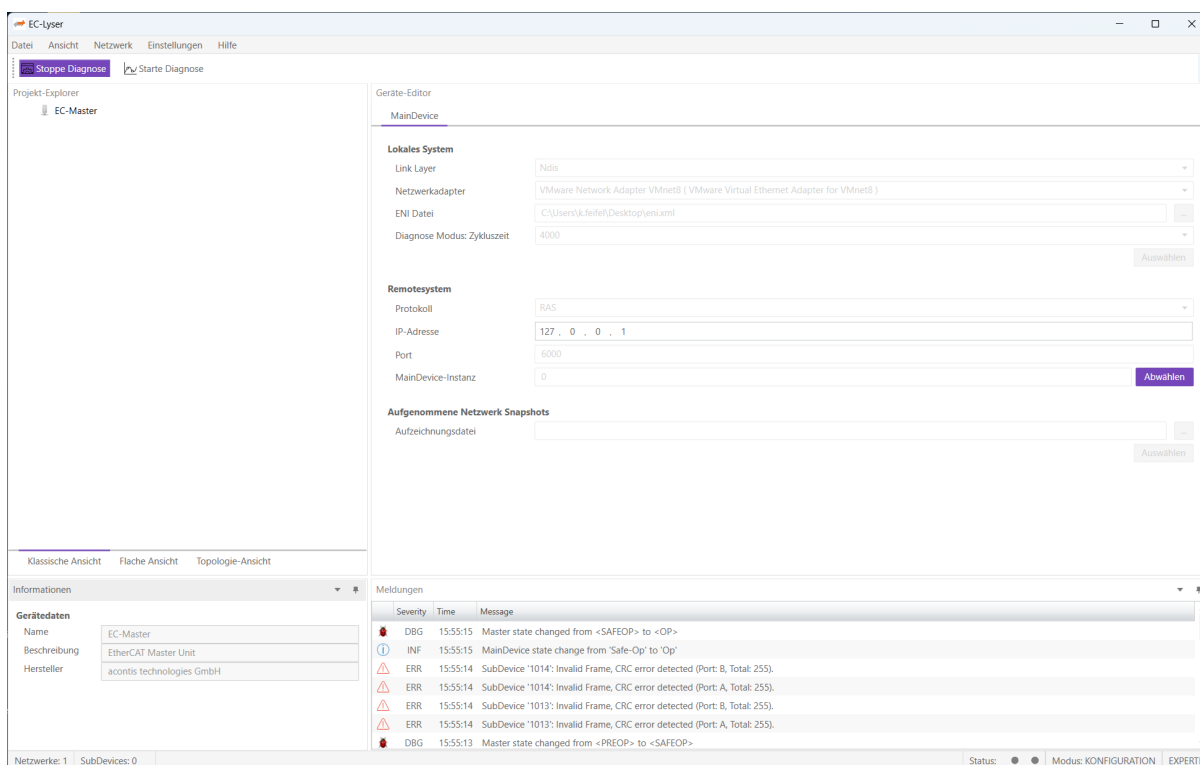 EC-Lyser
Datei Ansicht Netzwerk Einstellungen Hilfe
Stoppe Diagnose Starte Diagnose
Projekt-Explorer
EC-Master
Klassische Ansicht Flache Ansicht Topologie-Ansicht
Geräte-Editor
MainDevice
Lokales System
Link Layer Ndis
Netzwerkadapter VMware Network Adapter VMnet8 ( VMware Virtual Ethernet Adapter for VMnet8 )
ENI Datei C:\Users\k.feifel\Desktop\eni.xml ...
Diagnose Modus: Zykluszeit 4000
Auswählen
Remotesystem
Protokoll RAS
IP-Adresse 127 . 0 . 0 . 1
Port 6000
MainDevice-Instanz 0 Abwählen
Aufgenommene Netzwerk Snapshots
Aufzeichnungsdatei ...
Auswählen
Informationen
Gerätedaten
Name EC-Master
Beschreibung EtherCAT Master Unit
Hersteller acontis technologies GmbH
Meldungen
Severity Time Message
DBG 15:55:15 Master state changed from <SAFEOP> to <OP>
INF 15:55:15 MainDevice state change from 'Safe-Op' to 'Op'
ERR 15:55:14 SubDevice '1014': Invalid Frame, CRC error detected (Port: B, Total: 255).
ERR 15:55:14 SubDevice '1014': Invalid Frame, CRC error detected (Port: A, Total: 255).
ERR 15:55:14 SubDevice '1013': Invalid Frame, CRC error detected (Port: B, Total: 255).
ERR 15:55:14 SubDevice '1013': Invalid Frame, CRC error detected (Port: A, Total: 255).
DBG 15:55:13 Master state changed from <PREOP> to <SAFEOP>
Netzwerke: 1 SubDevices: 0 Status: Modus: KONFIGURATION EXPERT